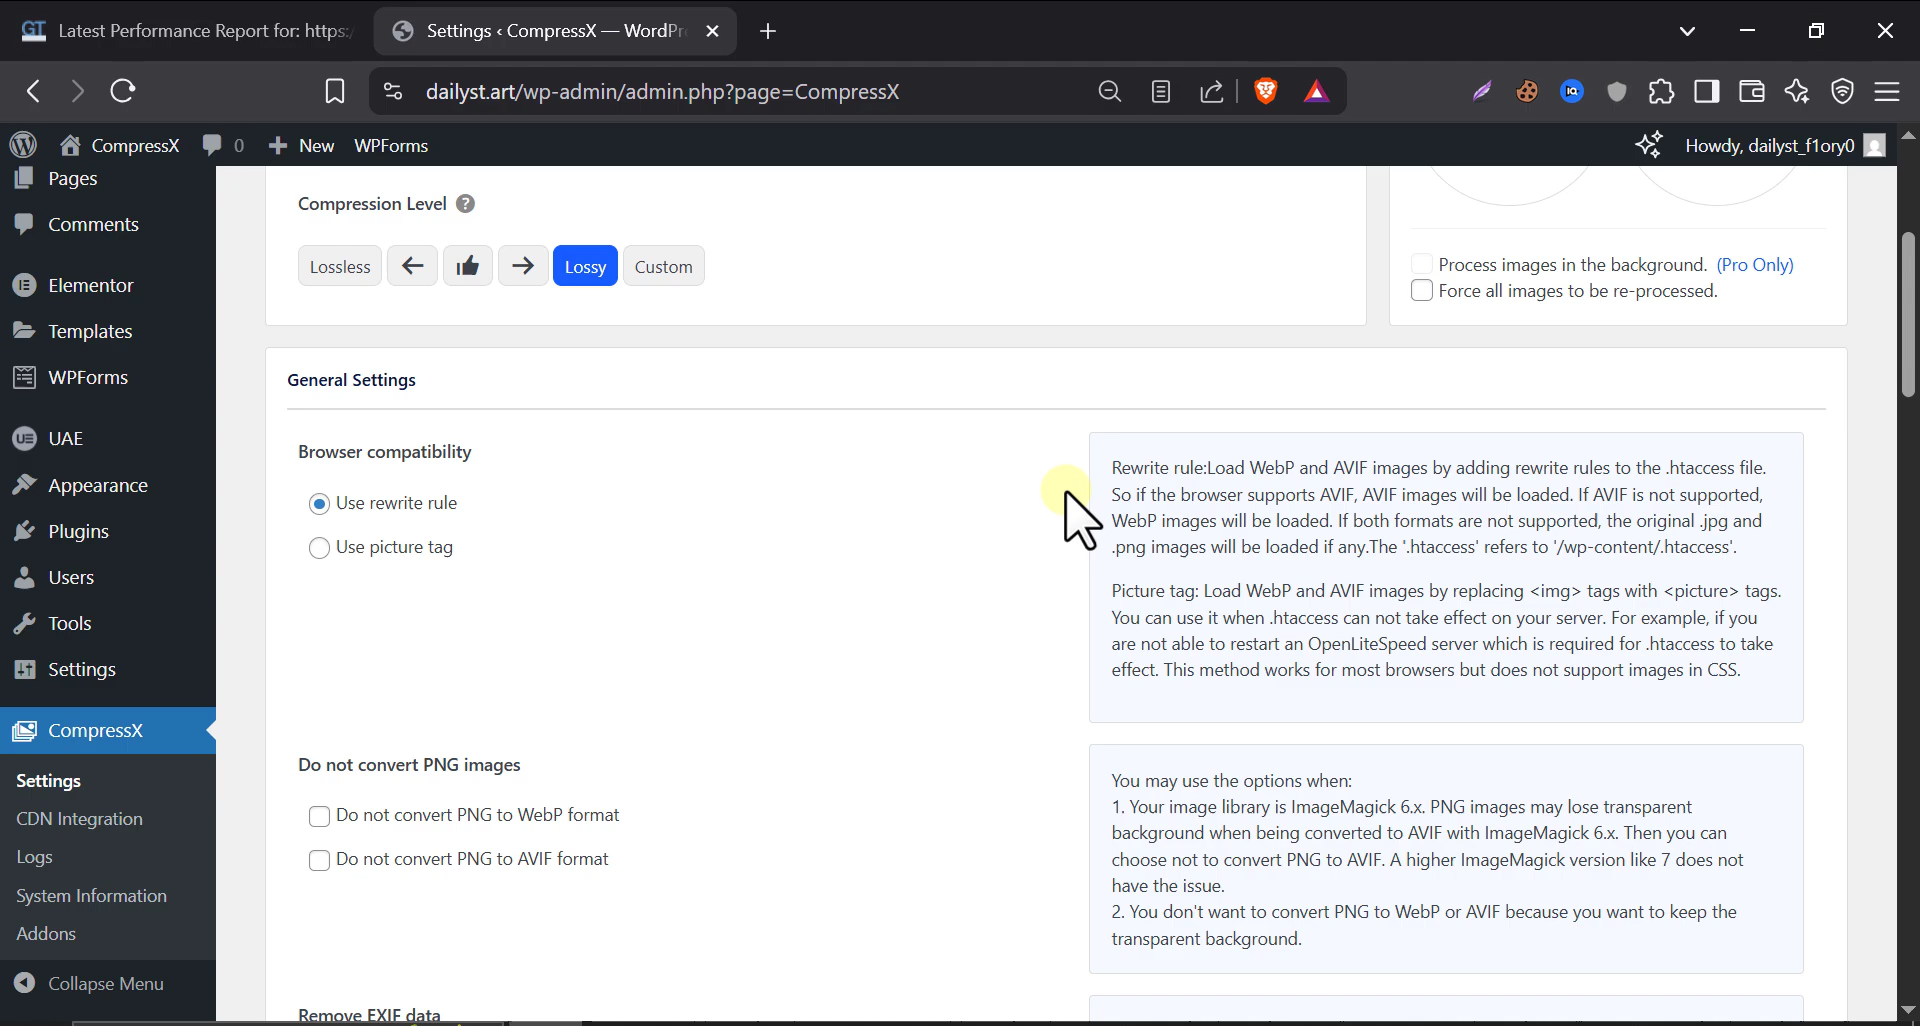 GT Latest Performance Report for: https:/
Settings ‹ CompressX — WordPr
dailyst.art/wp-admin/admin.php?page=CompressX
CompressX 0 New WPForms
Howdy, dailyst_f1ory0
Pages
Comments
Elementor
Templates
WPForms
UE UAE
Appearance
Plugins
Users
Tools
Settings
CompressX
Settings
CDN Integration
Logs
System Information
Addons
Collapse Menu
Compression Level ?
Lossless
Lossy
Custom
Process images in the background. (Pro Only)
Force all images to be re-processed.
General Settings
Browser compatibility
Use rewrite rule
Use picture tag
Rewrite rule:Load WebP and AVIF images by adding rewrite rules to the .htaccess file.
So if the browser supports AVIF, AVIF images will be loaded. If AVIF is not supported,
WebP images will be loaded. If both formats are not supported, the original .jpg and
.png images will be loaded if any.The '.htaccess' refers to '/wp-content/.htaccess'.
Picture tag: Load WebP and AVIF images by replacing <img> tags with <picture> tags.
You can use it when .htaccess can not take effect on your server. For example, if you
are not able to restart an OpenLiteSpeed server which is required for .htaccess to take
effect. This method works for most browsers but does not support images in CSS.
Do not convert PNG images
Do not convert PNG to WebP format
Do not convert PNG to AVIF format
You may use the options when:
1. Your image library is ImageMagick 6.x. PNG images may lose transparent
background when being converted to AVIF with ImageMagick 6.x. Then you can
choose not to convert PNG to AVIF. A higher ImageMagick version like 7 does not
have the issue.
2. You don't want to convert PNG to WebP or AVIF because you want to keep the
transparent background.
Remove EXIF data